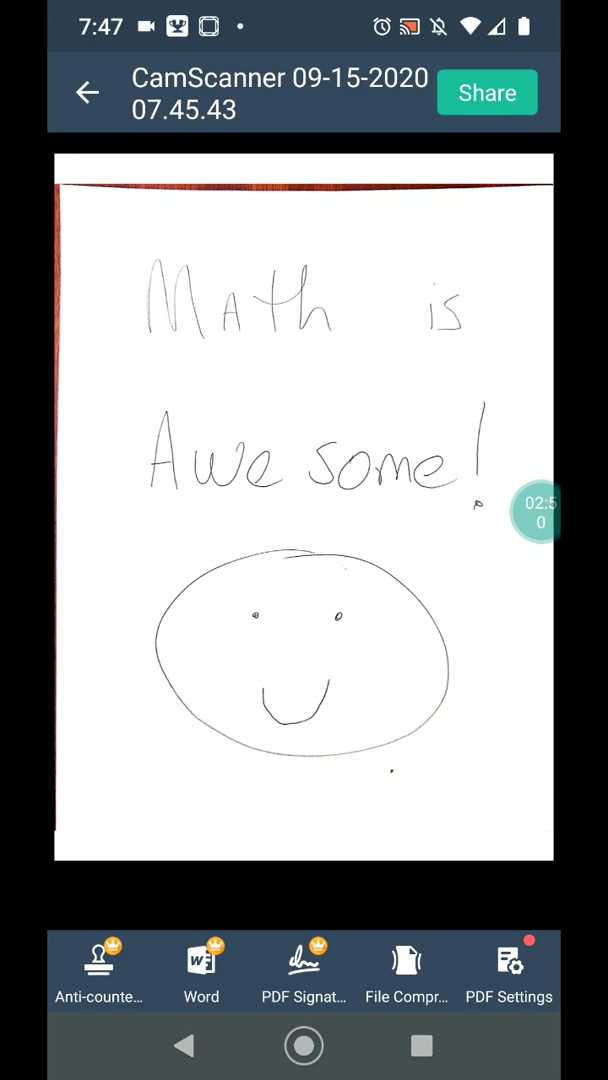 7:47
CamScanner 09-15-2020
07.45.43
Share
Math is
Awesome!
02:5
0
Anti-counte...
Word
PDF Signat...
File Compr...
PDF Settings